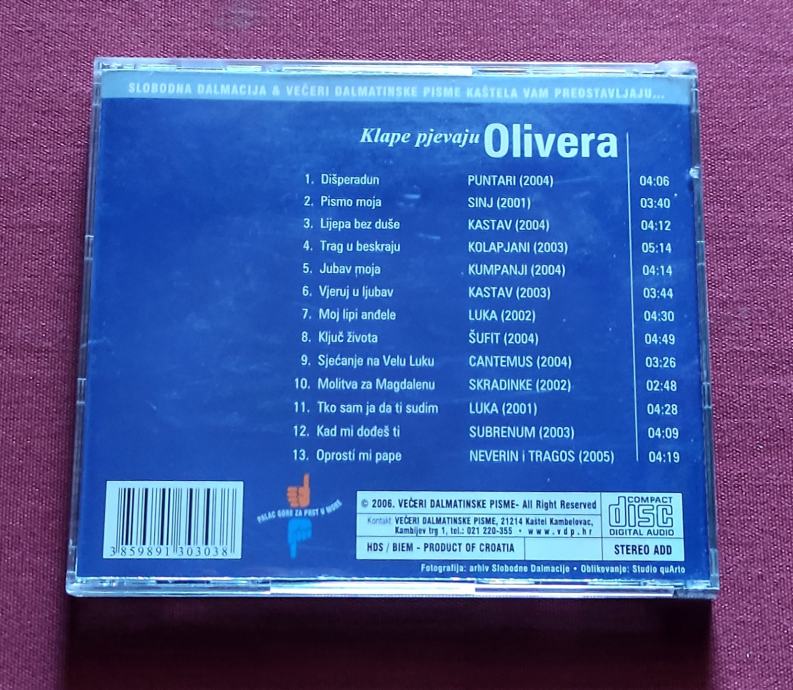 SLOBODNA DALMACIJA & VEČERI DALMATINSKE PISME KAŠTELA VAM PREDSTAVLJAJU...
Klape pjevaju Olivera
1. Dišperadun PUNTARI (2004) 04:06
2. Pismo moja SINJ (2001) 03:40
3. Lijepa bez duše KASTAV (2004) 04:12
4. Trag u beskraju KOLAPJANI (2003) 05:14
5. Jubav moja KUMPANJI (2004) 04:14
6. Vjeruj u ljubav KASTAV (2003) 03:44
7. Moj lipi anđele LUKA (2002) 04:30
8. Ključ života ŠUFIT (2004) 04:49
9. Sjećanje na Velu Luku CANTEMUS (2004) 03:26
10. Molitva za Magdalenu SKRADINKE (2002) 02:48
11. Tko sam ja da ti sudim LUKA (2001) 04:28
12. Kad mi dođeš ti SUBRENUM (2003) 04:09
13. Oprosti mi pape NEVERIN i TRAGOS (2005) 04:19
3 859891 303038
PALAC GORE ZA PRST U MORE
© 2006. VEČERI DALMATINSKE PISME- All Right Reserved
Kontakt: VEČERI DALMATINSKE PISME, 21214 Kaštel Kambelovac,
Kambijev trg 1, tel.: 021 220-355 • www.vdp.hr
HDS / BIEM - PRODUCT OF CROATIA
COMPACT
disc
DIGITAL AUDIO
STEREO ADD
Fotografija: arhiv Slobodne Dalmacije • Oblikovanje: Studio quArto